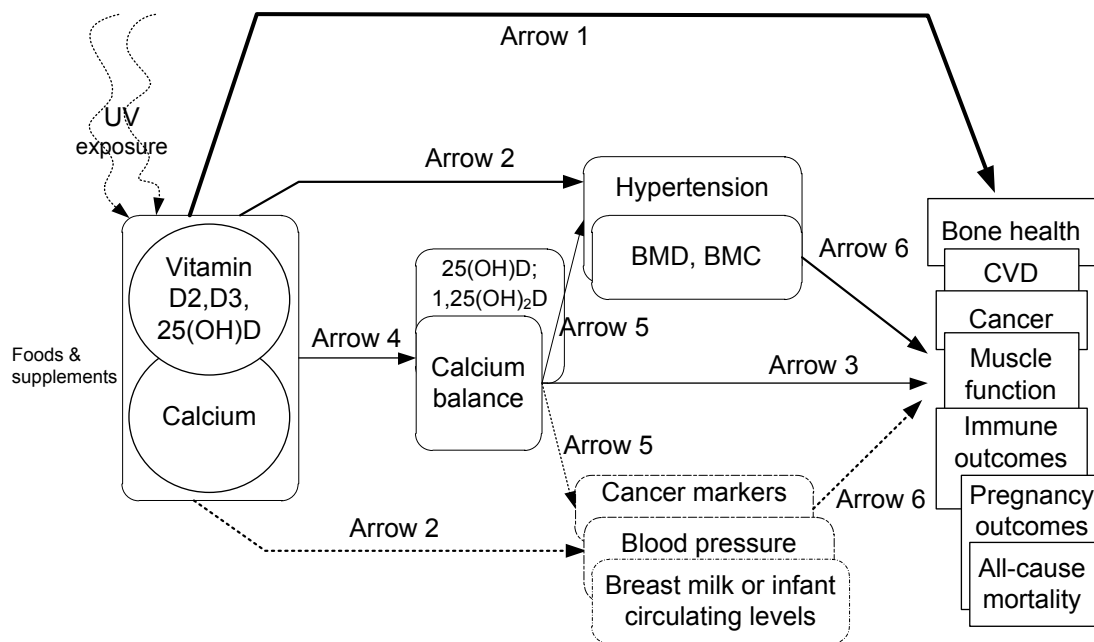 Arrow 1
UV
exposure
Arrow 2
Hypertension
BMD, BMC
Arrow 6
Bone health
CVD
Cancer
Muscle
function
Immune
outcomes
Pregnancy
outcomes
All-cause
mortality
Vitamin
D2,D3,
25(OH)D
Foods &
supplements
Calcium
Arrow 4
25(OH)D;
1,25(OH)₂D
Calcium
balance
Arrow 5
Arrow 3
Arrow 5
Arrow 6
Arrow 2
Cancer markers
Blood pressure
Breast milk or infant
circulating levels